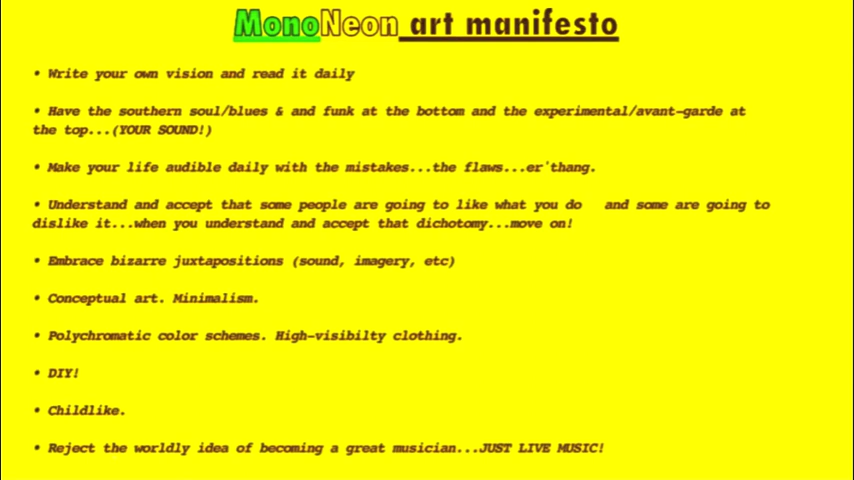 MonoNeon art manifesto
• Write your own vision and read it daily
• Have the southern soul/blues & and funk at the bottom and the experimental/avant-garde at
the top...(YOUR SOUND!)
• Make your life audible daily with the mistakes...the flaws...er'thang.
• Understand and accept that some people are going to like what you do   and some are going to
dislike it...when you understand and accept that dichotomy...move on!
• Embrace bizarre juxtapositions (sound, imagery, etc)
• Conceptual art. Minimalism.
• Polychromatic color schemes. High-visibilty clothing.
• DIY!
• Childlike.
• Reject the worldly idea of becoming a great musician...JUST LIVE MUSIC!